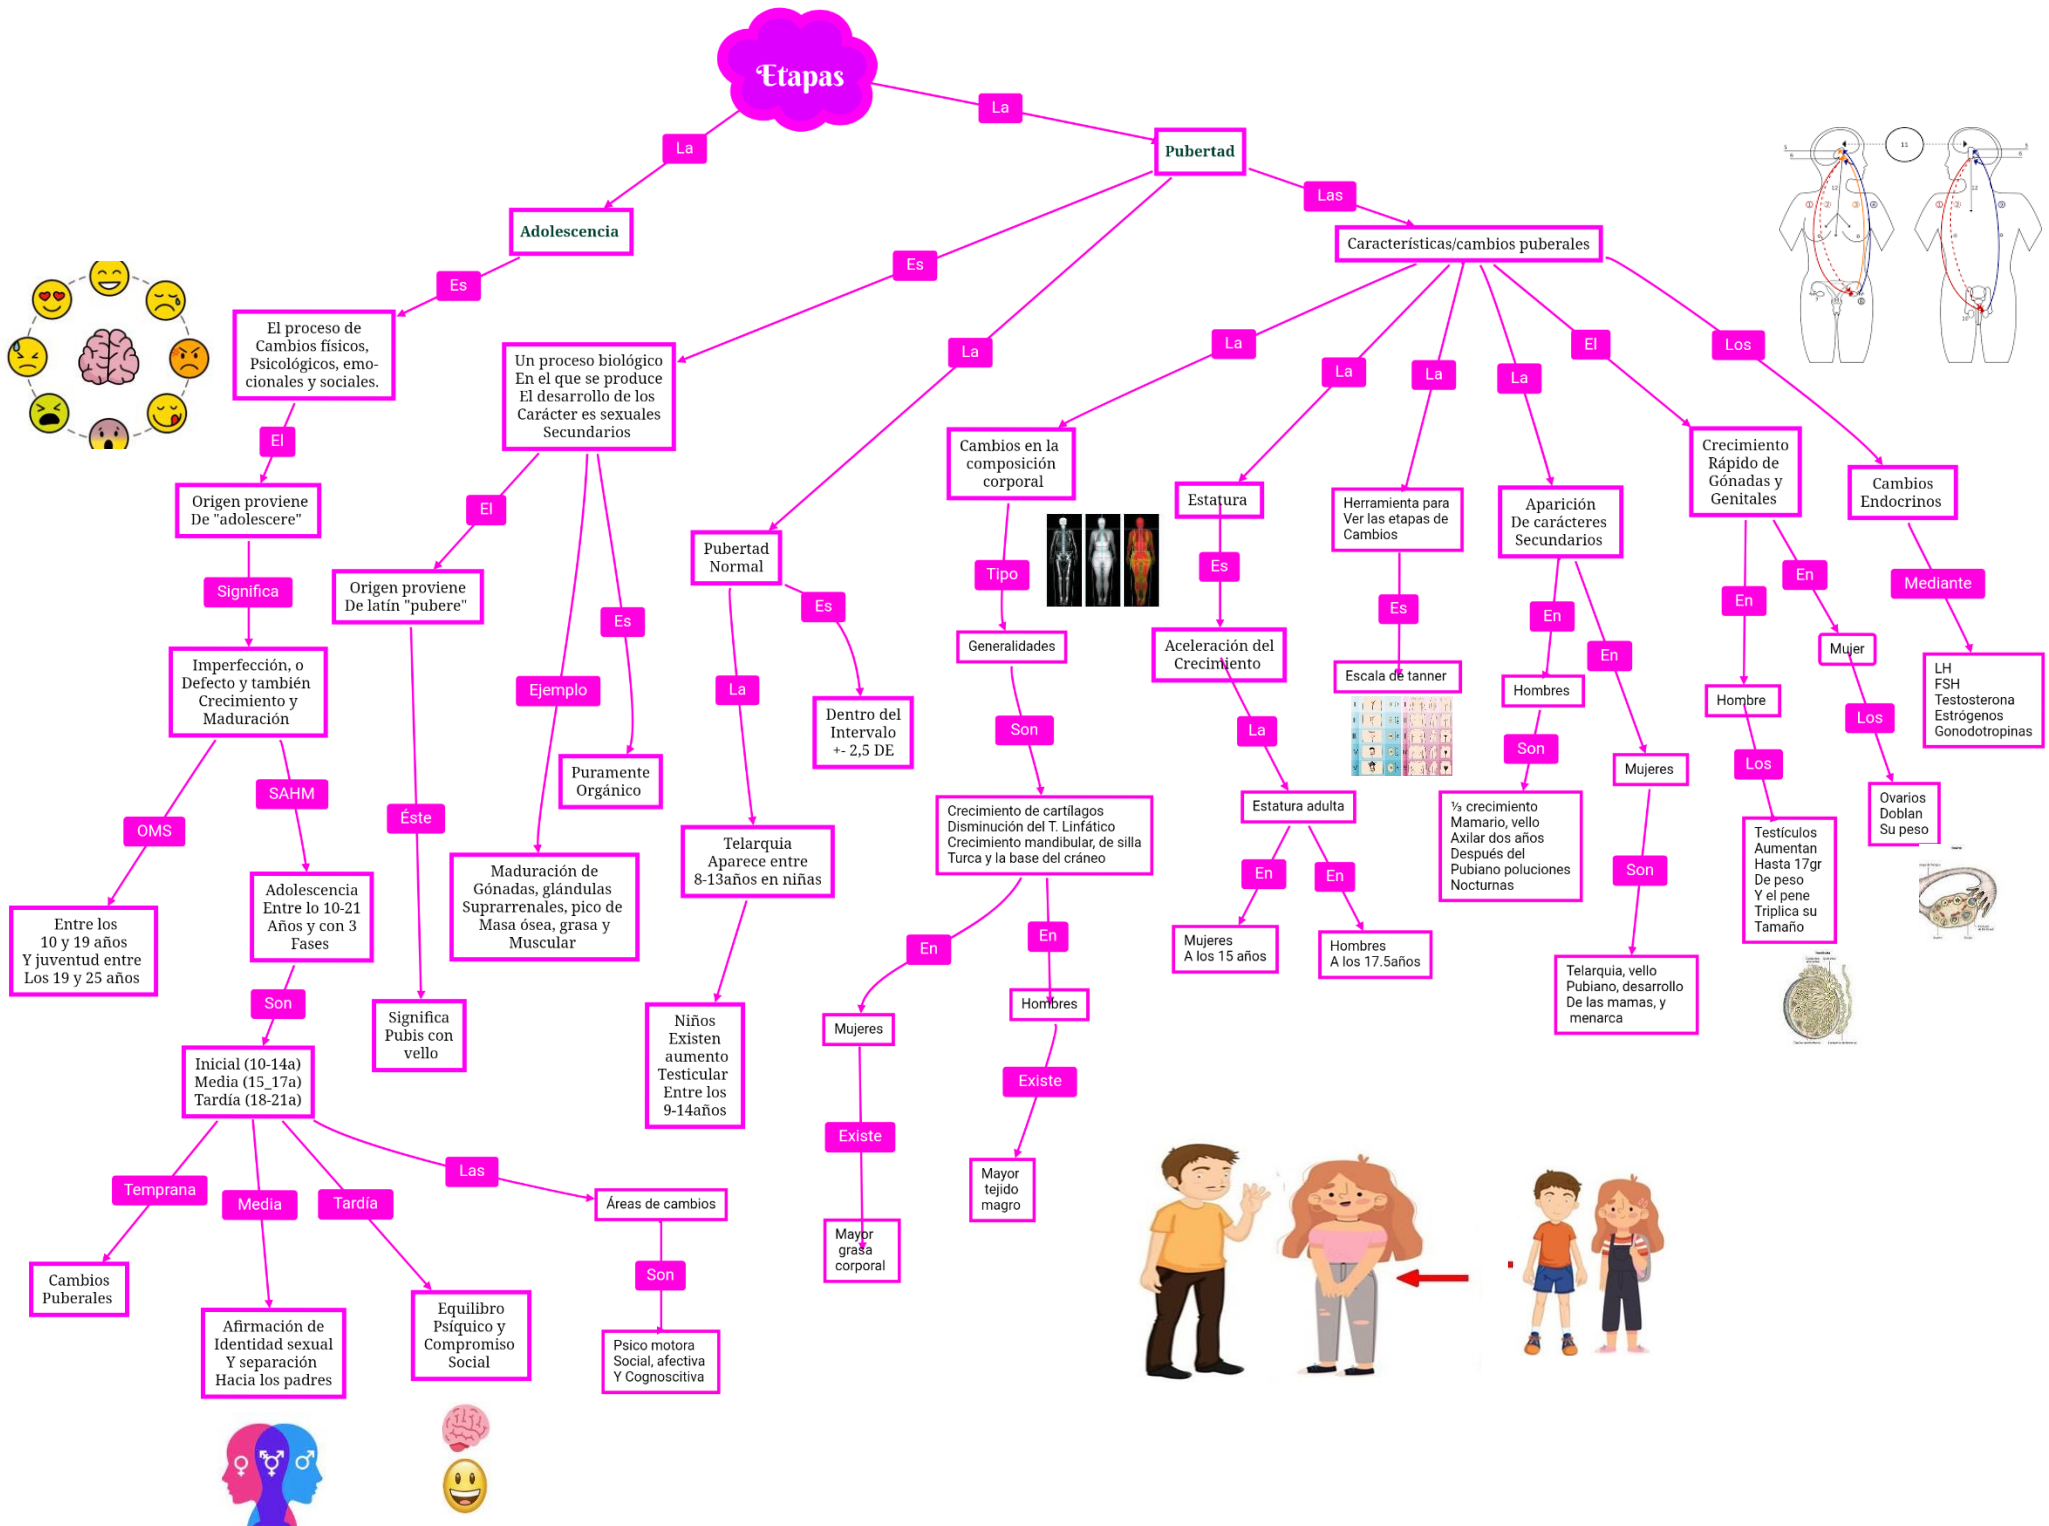 Etapas
La
La
Pubertad
Las
Adolescencia
Características/cambios puberales
Es
Es
La
El proceso de
Cambios físicos,
Psicológicos, emo-
cionales y sociales.
Un proceso biológico
En el que se produce
El desarrollo de los
Carácter es sexuales
Secundarios
La
La
La
La
El
Los
El
Origen proviene
De "adolescere"
Significa
Imperfección, o
Defecto y también
Crecimiento y
Maduración
OMS
SAHM
Entre los
10 y 19 años
Y juventud entre
Los 19 y 25 años
Adolescencia
Entre lo 10-21
Años y con 3
Fases
Son
Inicial (10-14a)
Media (15_17a)
Tardía (18-21a)
Temprana
Media
Tardía
Las
Cambios
Puberales
Afirmación de
Identidad sexual
Y separación
Hacia los padres
Equilibro
Psíquico y
Compromiso
Social
Áreas de cambios
Son
Psico motora
Social, afectiva
Y Cognoscitiva
El
Origen proviene
De latín "pubere"
Éste
Significa
Pubis con
vello
Ejemplo
Maduración de
Gónadas, glándulas
Suprarrenales, pico de
Masa ósea, grasa y
Muscular
Es
Puramente
Orgánico
Pubertad
Normal
La
Es
Dentro del
Intervalo
+- 2,5 DE
Telarquia
Aparece entre
8-13años en niñas
Niños
Existen
aumento
Testicular
Entre los
9-14años
Cambios en la
composición
corporal
Tipo
Generalidades
Son
Crecimiento de cartílagos
Disminución del T. Linfático
Crecimiento mandibular, de silla
Turca y la base del cráneo
En
En
Mujeres
Hombres
Existe
Existe
Mayor
grasa
corporal
Mayor
tejido
magro
Estatura
Es
Aceleración del
Crecimiento
La
Estatura adulta
En
En
Mujeres
A los 15 años
Hombres
A los 17.5años
Herramienta para
Ver las etapas de
Cambios
Es
Escala de tanner
Aparición
De carácteres
Secundarios
En
En
Hombres
Mujeres
Son
Son
⅓ crecimiento
Mamario, vello
Axilar dos años
Después del
Pubiano poluciones
Nocturnas
Telarquia, vello
Pubiano, desarrollo
De las mamas, y
menarca
Crecimiento
Rápido de
Gónadas y
Genitales
En
En
Hombre
Mujer
Los
Los
Testículos
Aumentan
Hasta 17gr
De peso
Y el pene
Triplica su
Tamaño
Ovarios
Doblan
Su peso
Cambios
Endocrinos
Mediante
LH
FSH
Testosterona
Estrógenos
Gonodotropinas
11
5
6
5
6
12
12
① ② ③ ④
① ②
10